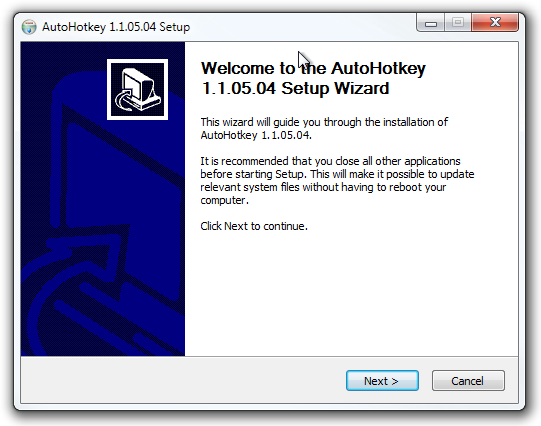 AutoHotkey 1.1.05.04 Setup
Welcome to the AutoHotkey
1.1.05.04 Setup Wizard
This wizard will guide you through the installation of
AutoHotkey 1.1.05.04.
It is recommended that you close all other applications
before starting Setup. This will make it possible to update
relevant system files without having to reboot your
computer.
Click Next to continue.
Next >
Cancel